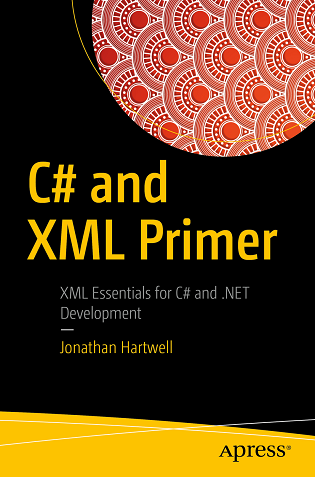 C# and
XML Primer
XML Essentials for C# and .NET
Development
Jonathan Hartwell
Apress®